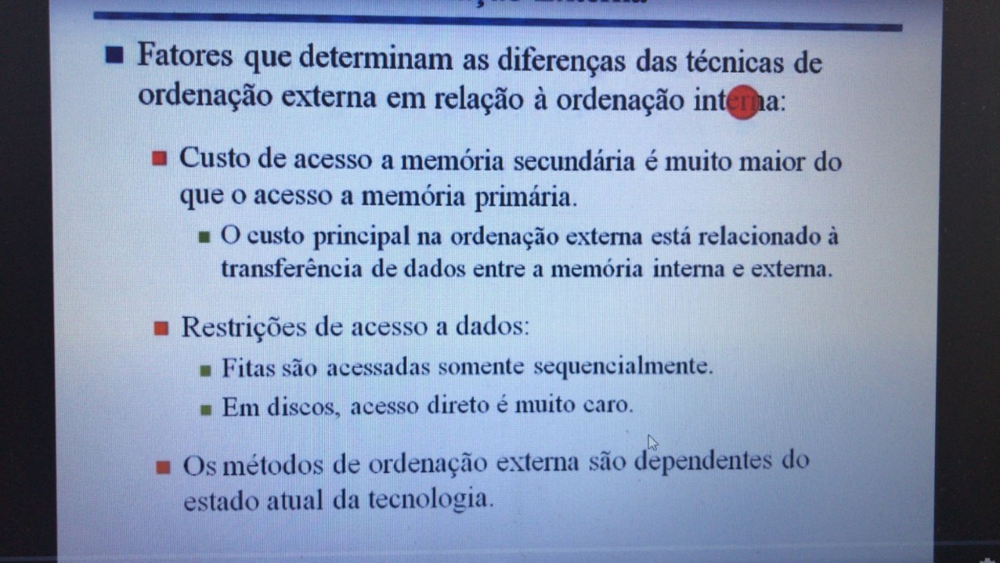 Fatores que determinam as diferenças das técnicas de
ordenação externa em relação à ordenação interna:
Custo de acesso a memória secundária é muito maior do
que o acesso a memória primária.
O custo principal na ordenação externa está relacionado à
transferência de dados entre a memória interna e externa.
Restrições de acesso a dados:
Fitas são acessadas somente sequencialmente.
Em discos, acesso direto é muito caro.
Os métodos de ordenação externa são dependentes do
estado atual da tecnologia.